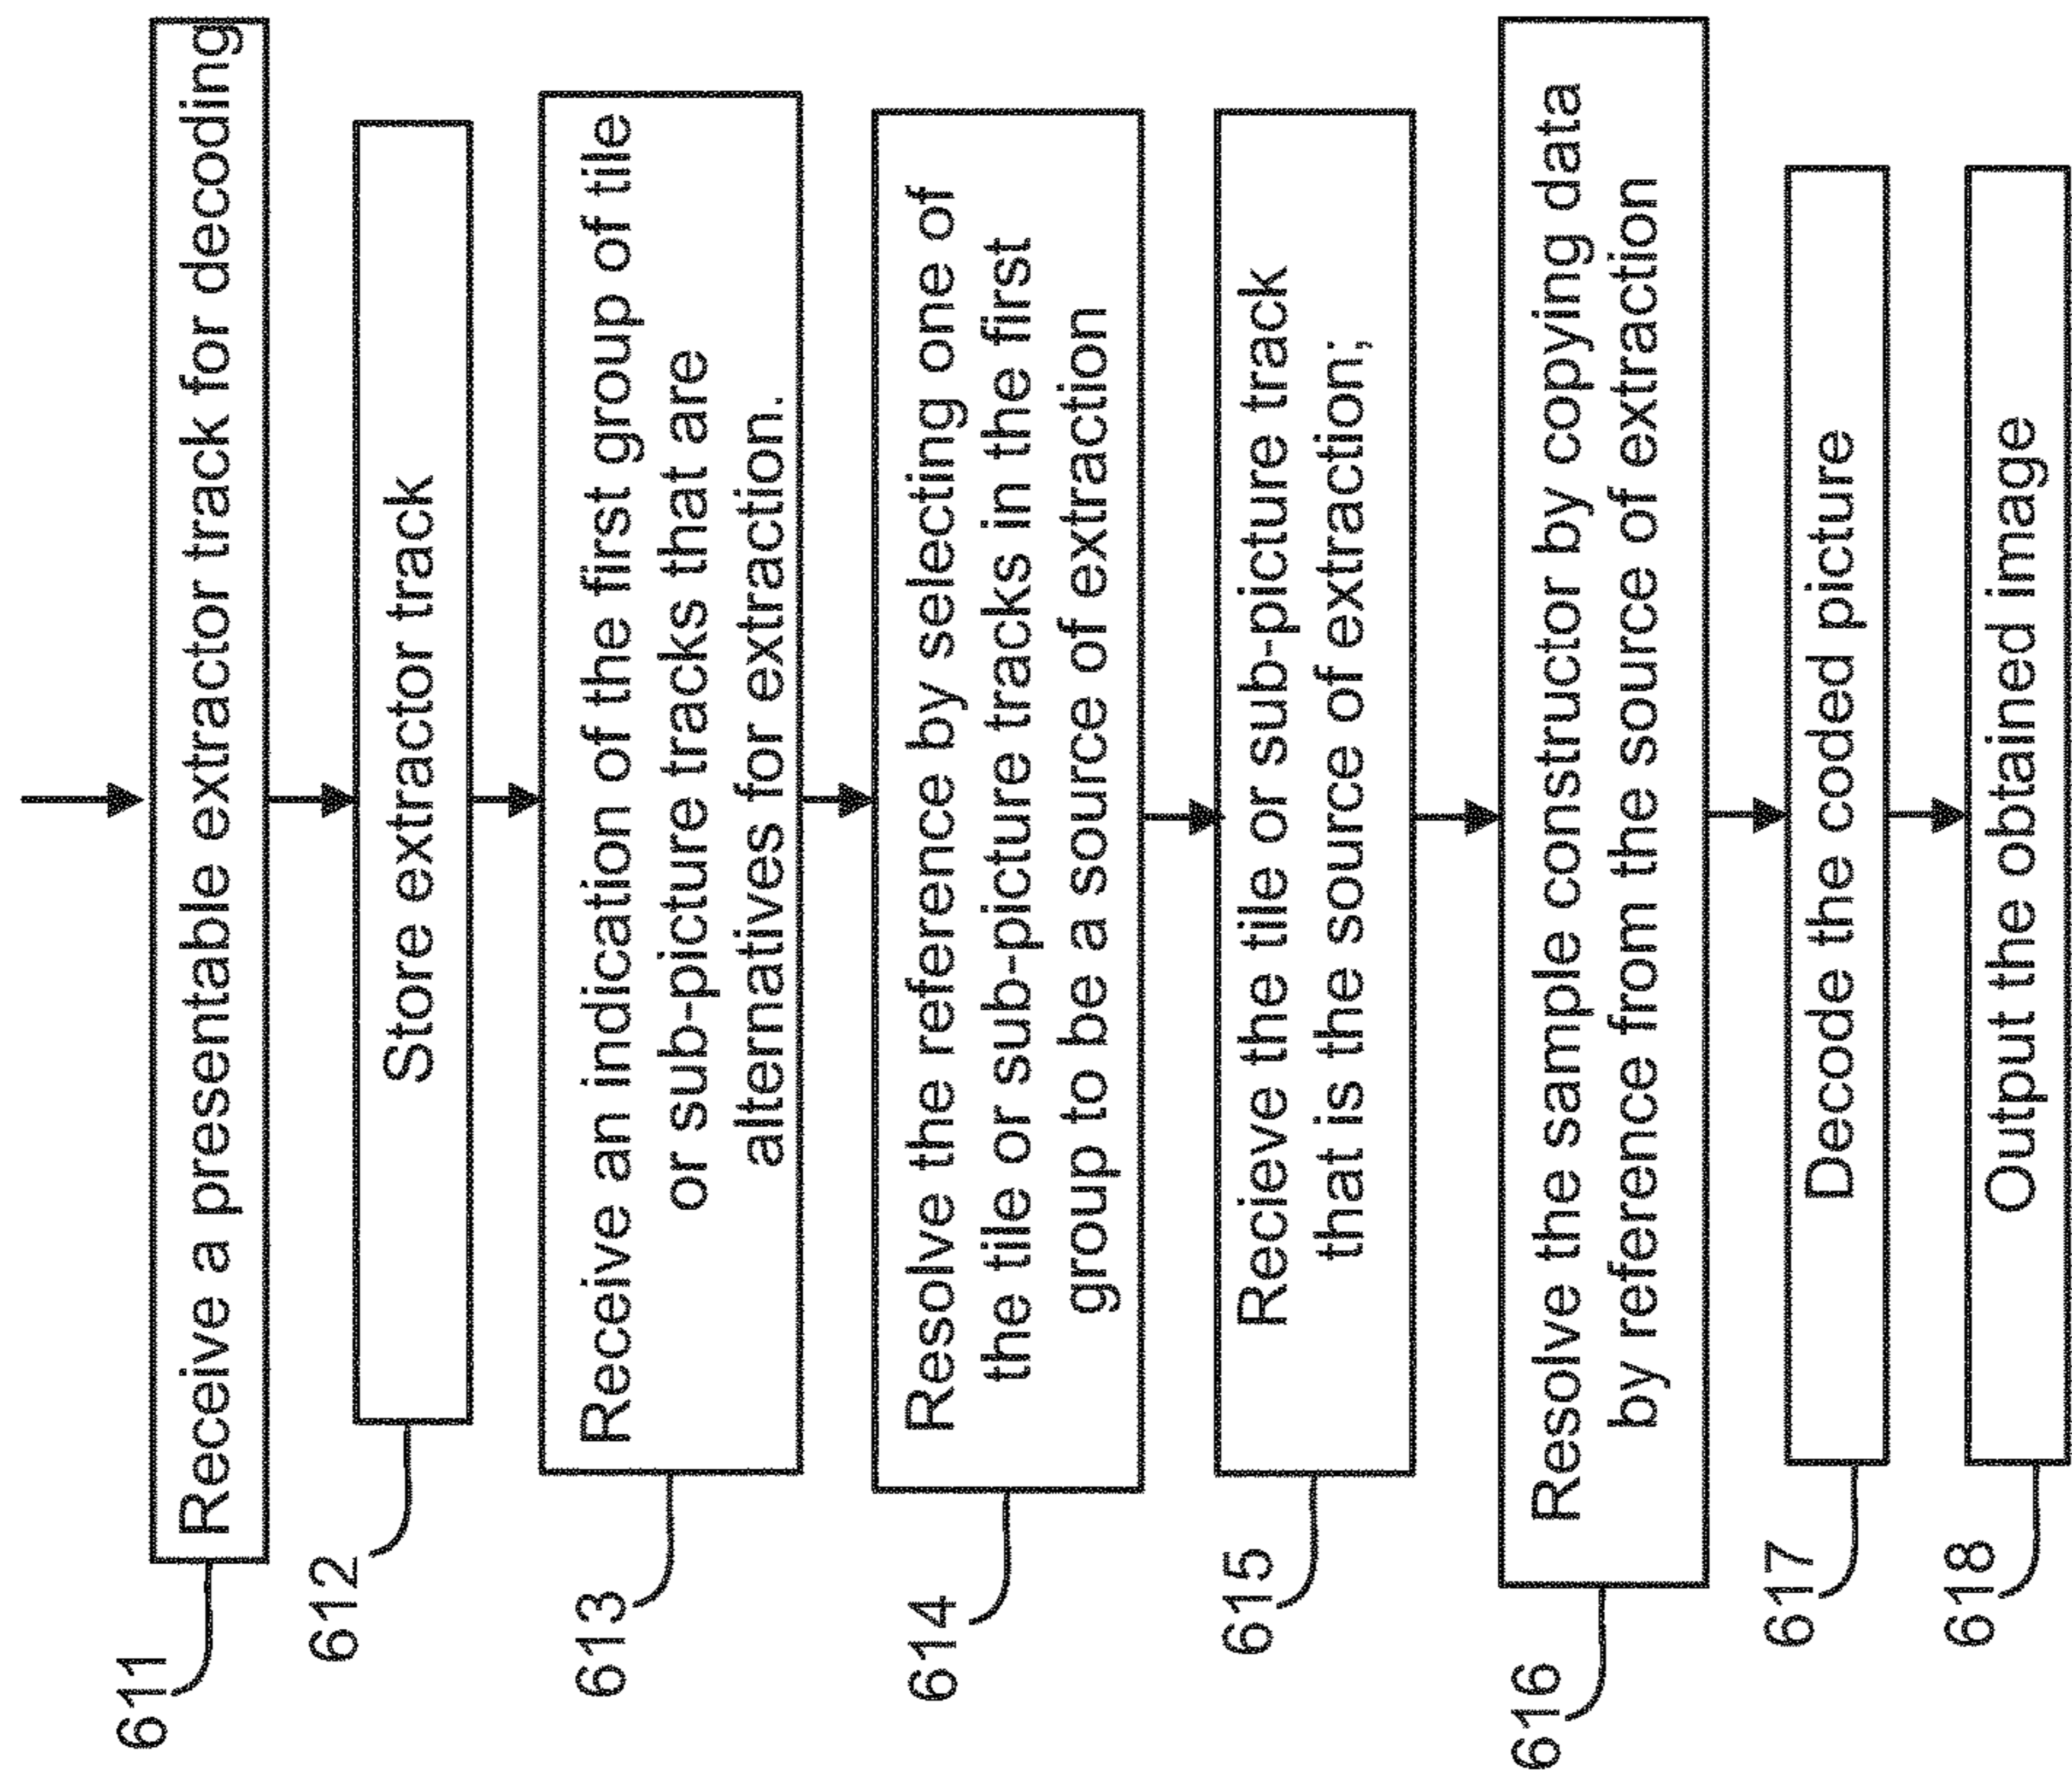 611
Receive a presentable extractor track for decoding
612
Store extractor track
613
Receive an indication of the first group of tile
or sub-picture tracks that are
alternatives for extraction.
614
Resolve the reference by selecting one of
the tile or sub-picture tracks in the first
group to be a source of extraction
615
Recieve the tile or sub-picture track
that is the source of extraction;
616
Resolve the sample constructor by copying data
by reference from the source of extraction
617
Decode the coded picture
618
Output the obtained image